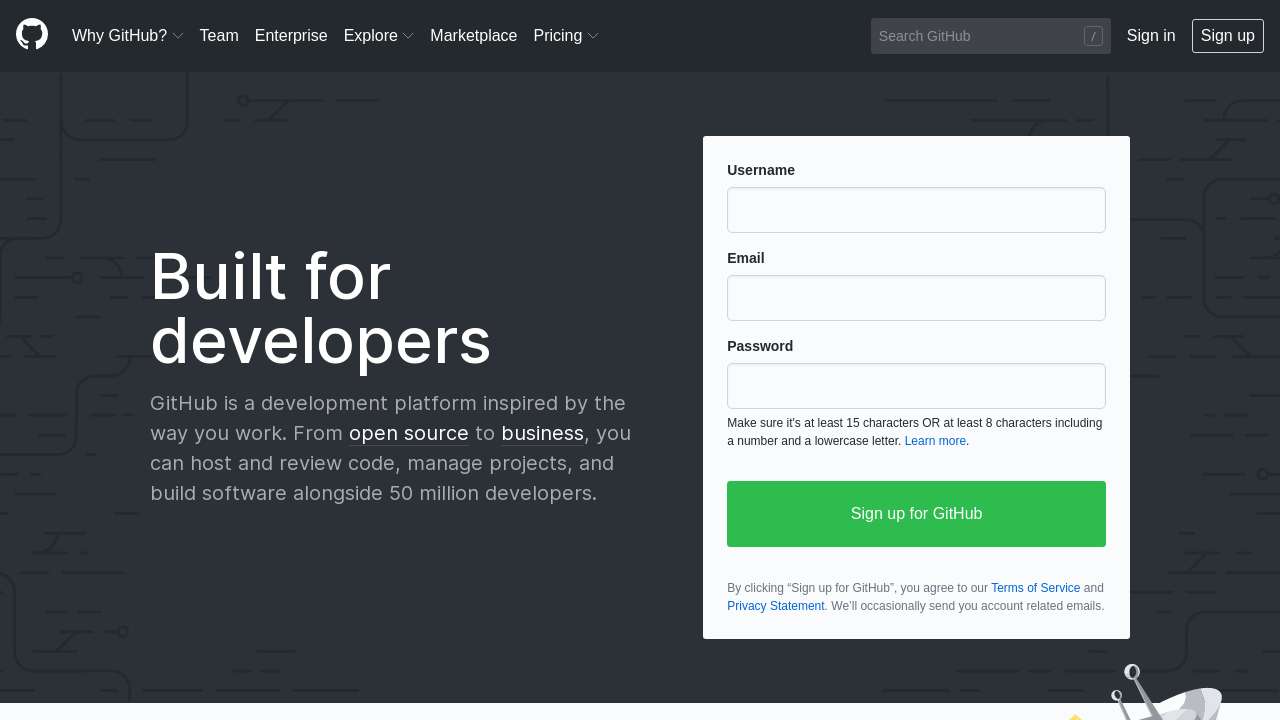 Why GitHub? Team Enterprise Explore Marketplace Pricing Search GitHub / Sign in Sign up
Built for
developers
GitHub is a development platform inspired by the
way you work. From open source to business, you
can host and review code, manage projects, and
build software alongside 50 million developers.
Username
Email
Password
Make sure it's at least 15 characters OR at least 8 characters including
a number and a lowercase letter. Learn more.
Sign up for GitHub
By clicking “Sign up for GitHub”, you agree to our Terms of Service and
Privacy Statement. We’ll occasionally send you account related emails.